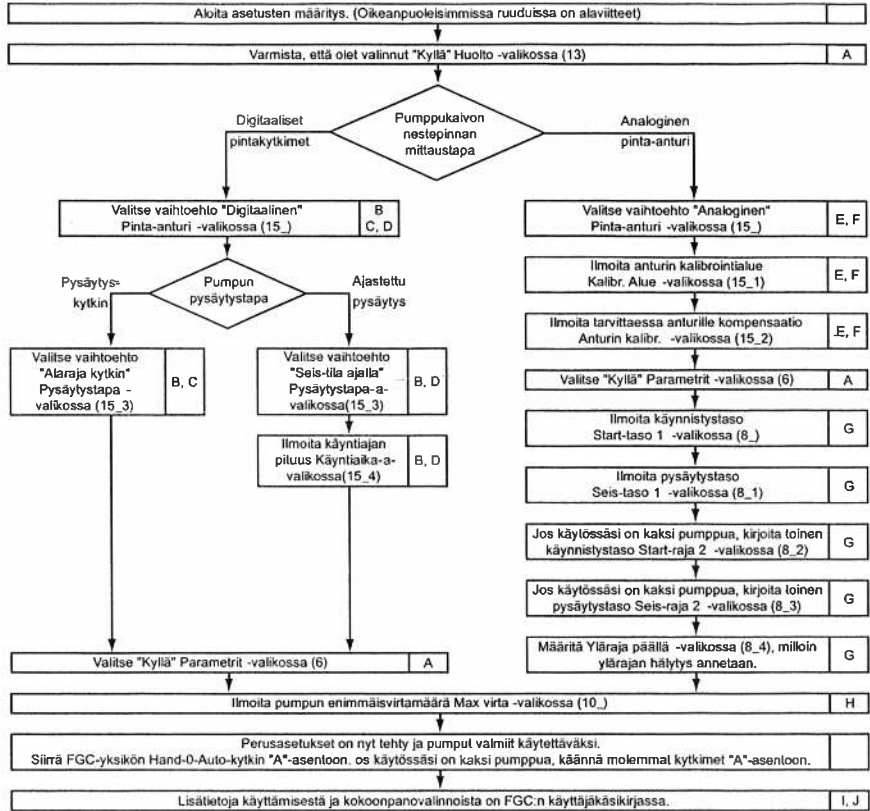 Aloita asetusten määritys. (Oikeanpuoleisimmissa ruuduissa on alaviitteet)
Varmista, että olet valinnut "Kyllä" Huolto -valikossa (13)
A
Pumppukaivon
nestepinnan
mittaustapa
Digitaaliset
pintakytkimet
Analoginen
pinta-anturi
Valitse vaihtoehto "Digitaalinen"
Pinta-anturi -valikossa (15_)
B
C, D
Pumpun
pysäytystapa
Pysäytys-
kytkin
Ajastettu
pysäytys
Valitse vaihtoehto
"Alaraja kytkin"
Pysäytystapa -
valikossa (15_3)
B, C
Valitse vaihtoehto
"Seis-tila ajalla"
Pysäytystapa-a-
valikossa(15_3)
B, D
Ilmoita käyntiajan
piluus Käyntiaika-a-
valikossa(15_4)
B, D
Valitse "Kyllä" Parametrit -valikossa (6)
A
Valitse vaihtoehto "Analoginen"
Pinta-anturi -valikossa (15_)
E, F
Ilmoita anturin kalibrointialue
Kalibr. Alue -valikossa (15_1)
E, F
Ilmoita tarvittaessa anturille kompensaatio
Anturin kalibr. -valikossa (15_2)
E, F
Valitse "Kyllä" Parametrit -valikossa (6)
A
Ilmoita käynnistystaso
Start-taso 1 -valikossa (8_)
G
Ilmoita pysäytystaso
Seis-taso 1 -valikossa (8_1)
G
Jos käytössäsi on kaksi pumppua, kirjoita toinen
käynnistystaso Start-raja 2 -valikossa (8_2)
G
Jos käytössäsi on kaksi pumppua, kirjoita toinen
pysäytystaso Seis-raja 2 -valikossa (8_3)
G
Määritä Yläraja päällä -valikossa (8_4), milloin
ylärajan hälytys annetaan.
G
Ilmoita pumpun enimmäisvirtamäärä Max virta -valikossa (10_)
H
Perusasetukset on nyt tehty ja pumput valmiit käytettäväksi.
Siirrä FGC-yksikön Hand-0-Auto-kytkin "A"-asentoon. os käytössäsi on kaksi pumppua, käännä molemmat kytkimet "A"-asentoon.
Lisätietoja käyttämisestä ja kokoonpanovalinnoista on FGC:n käyttäjäkäsikirjassa.
I, J